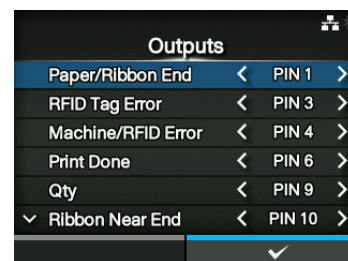 Outputs
Paper/Ribbon End < PIN 1 >
RFID Tag Error < PIN 3 >
Machine/RFID Error < PIN 4 >
Print Done < PIN 6 >
Qty < PIN 9 >
Ribbon Near End < PIN 10 >